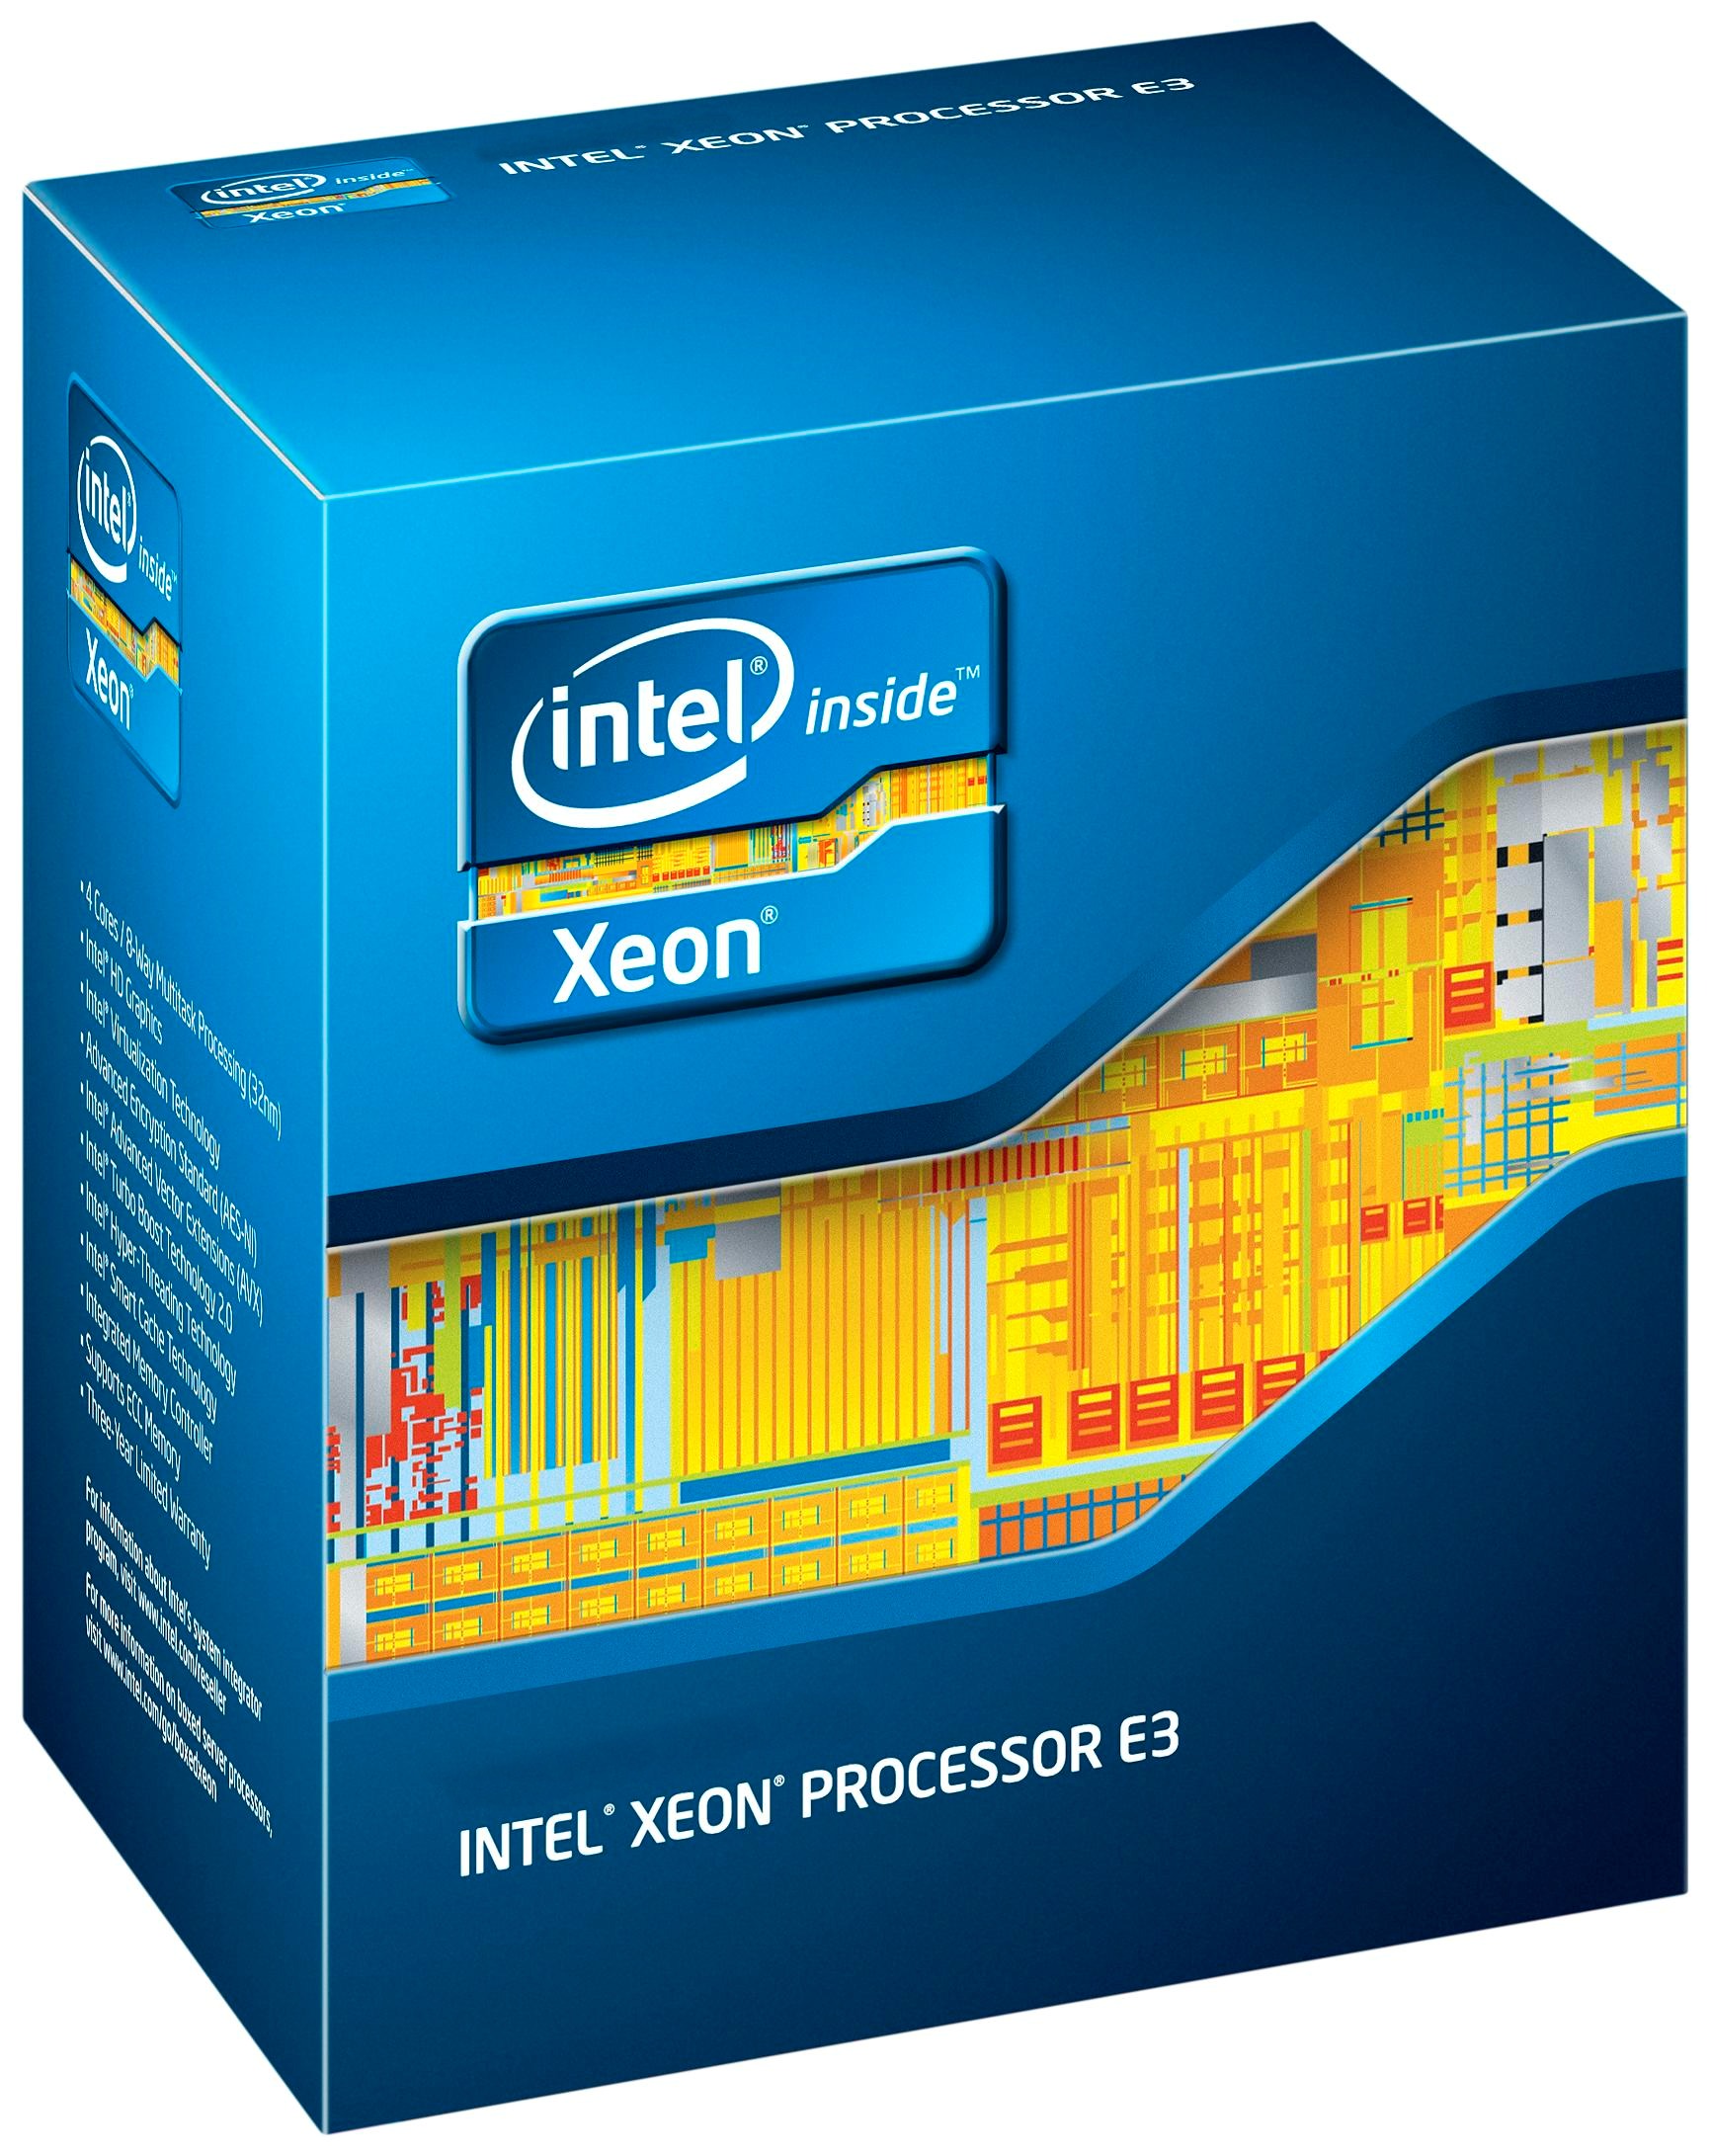 INTEL® XEON® PROCESSOR E3
intel® inside™
Xeon®
intel® inside™
Xeon®
• 4 Cores / 8-Way Multitask Processing (32nm)
• Intel® HD Graphics
• Intel® Virtualization Technology
• Advanced Encryption Standard (AES-NI)
• Intel® Advanced Vector Extensions (AVX)
• Intel® Turbo Boost Technology 2.0
• Intel® Hyper-Threading Technology
• Intel® Smart Cache Technology
• Integrated Memory Controller
• Supports ECC Memory
• Three-Year Limited Warranty
For information about Intel's system integrator
program, visit www.intel.com/reseller
For more information on boxed server processors,
visit www.intel.com/go/boxedxeon
intel® inside™
Xeon®
INTEL® XEON® PROCESSOR E3